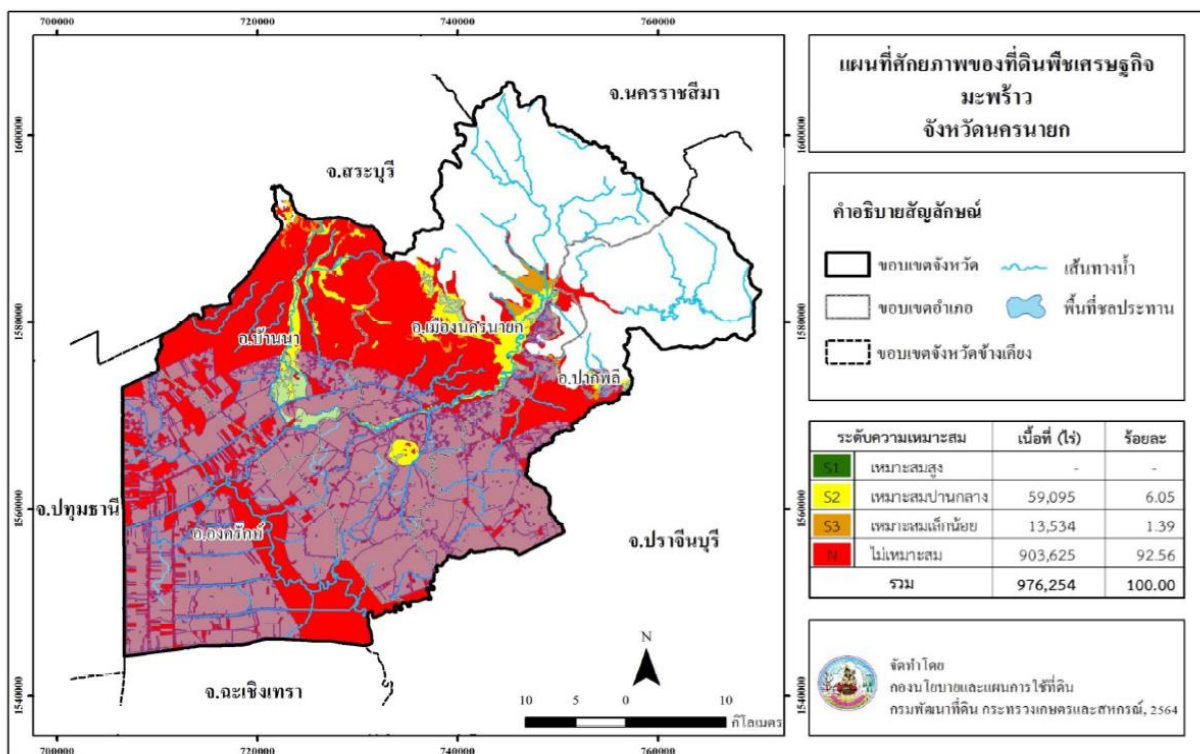 700000 720000 740000 760000
แผนที่ศักยภาพของที่ดินพืชเศรษฐกิจ
มะพร้าว
จังหวัดนครนายก
จ.นครราชสีมา
จ.สระบุรี
1600000 1600000
คำอธิบายสัญลักษณ์
ขอบเขตจังหวัด เส้นทางน้ำ
ขอบเขตอำเภอ พื้นที่ชลประทาน
ขอบเขตจังหวัดข้างเคียง
1580000 1580000
อ.บ้านนา
อ.เมืองนครนายก
อ.ปากพลี
ระดับความเหมาะสม เนื้อที่ (ไร่) ร้อยละ
S1 เหมาะสมสูง - -
S2 เหมาะสมปานกลาง 59,095 6.05
S3 เหมาะสมเล็กน้อย 13,534 1.39
N ไม่เหมาะสม 903,625 92.56
รวม 976,254 100.00
จ.ปทุมธานี
1560000 1560000
อ.องครักษ์
จ.ปราจีนบุรี
จ.ฉะเชิงเทรา
N
10 5 0 10
กิโลเมตร
1540000 1540000
จัดทำโดย
กองนโยบายและแผนการใช้ที่ดิน
กรมพัฒนาที่ดิน กระทรวงเกษตรและสหกรณ์, 2564
700000 720000 740000 760000